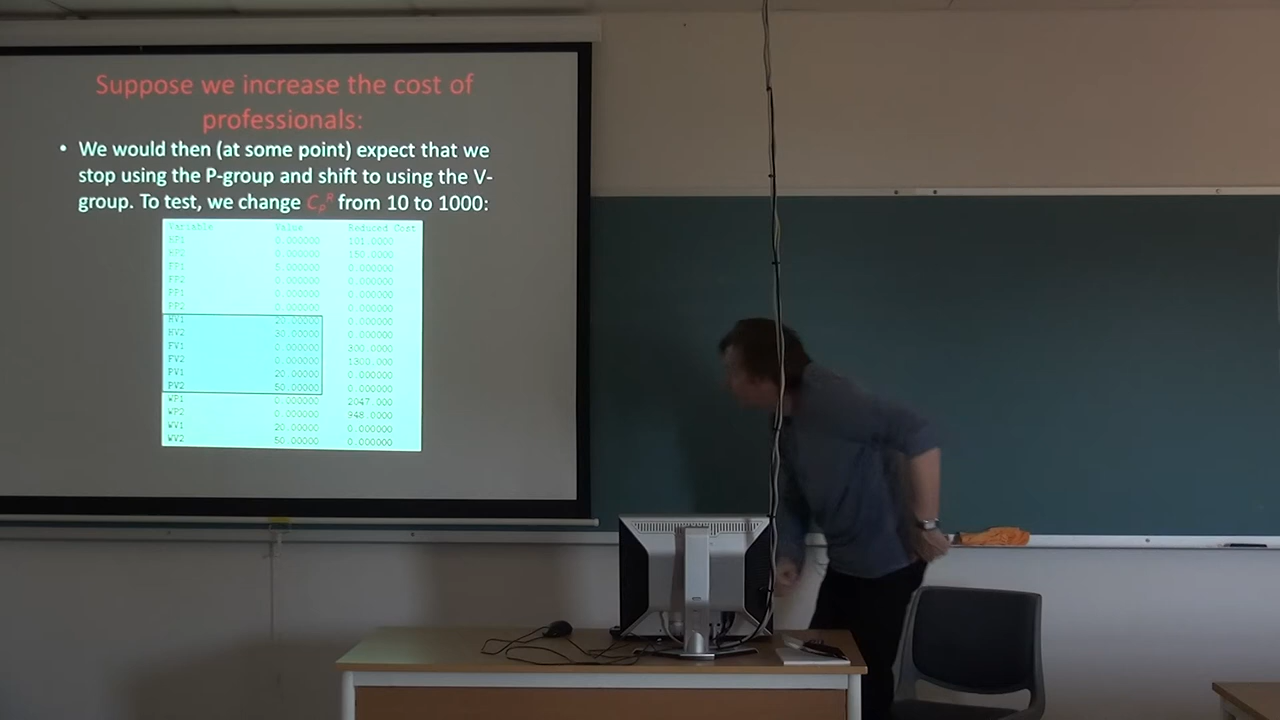 Suppose we increase the cost of
professionals:
• We would then (at some point) expect that we
stop using the P-group and shift to using the V-
group. To test, we change C_P^R from 10 to 1000:
Variable Value Reduced Cost
HP1 0.000000 101.0000
HP2 0.000000 150.0000
FP1 5.000000 0.000000
FP2 0.000000 0.000000
PP1 0.000000 0.000000
PP2 0.000000 0.000000
HV1 20.00000 0.000000
HV2 30.00000 0.000000
FV1 0.000000 300.0000
FV2 0.000000 1300.000
PV1 20.00000 0.000000
PV2 50.00000 0.000000
WP1 0.000000 2047.000
WP2 0.000000 948.0000
WV1 20.00000 0.000000
WV2 50.00000 0.000000